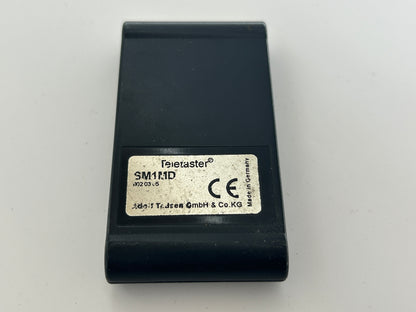 Teletaster®
SM1MD
CE
GmbH & Co.KG
Made in Germany